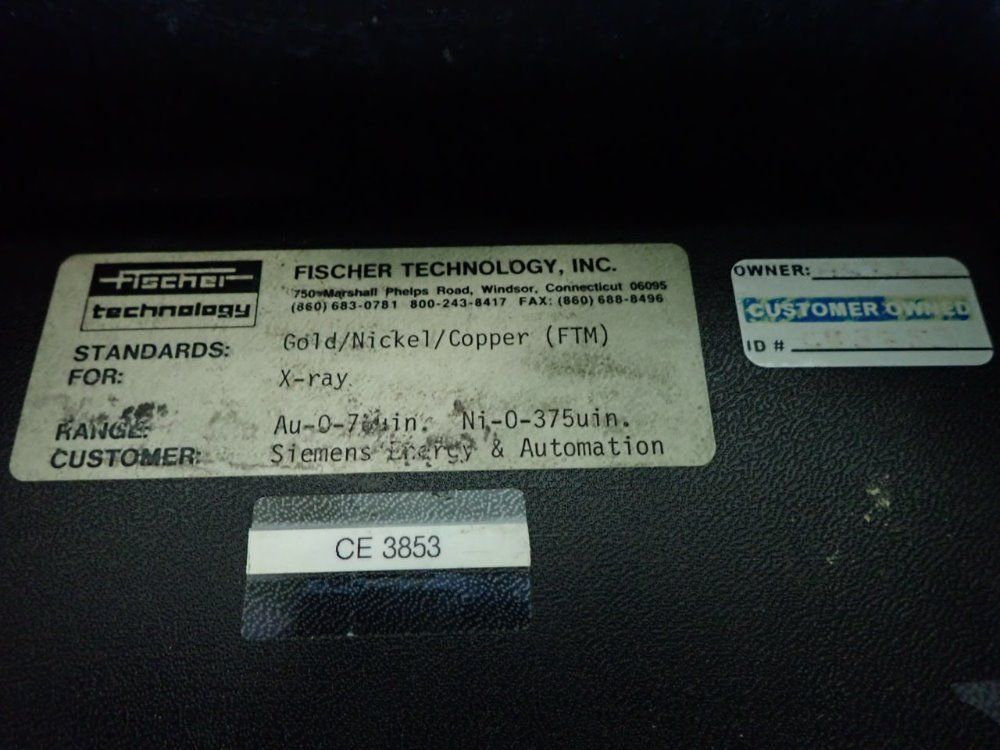 fischer
technology
FISCHER TECHNOLOGY, INC.
750 Marshall Phelps Road, Windsor, Connecticut 06095
(860) 683-0781 800-243-8417 FAX: (860) 688-8496
STANDARDS: Gold/Nickel/Copper (FTM)
FOR: X-ray
RANGE: Ni-0-375uin.
CUSTOMER: Siemens Energy & Automation
OWNER:
CUSTOMER OWNED
ID #
CE 3853